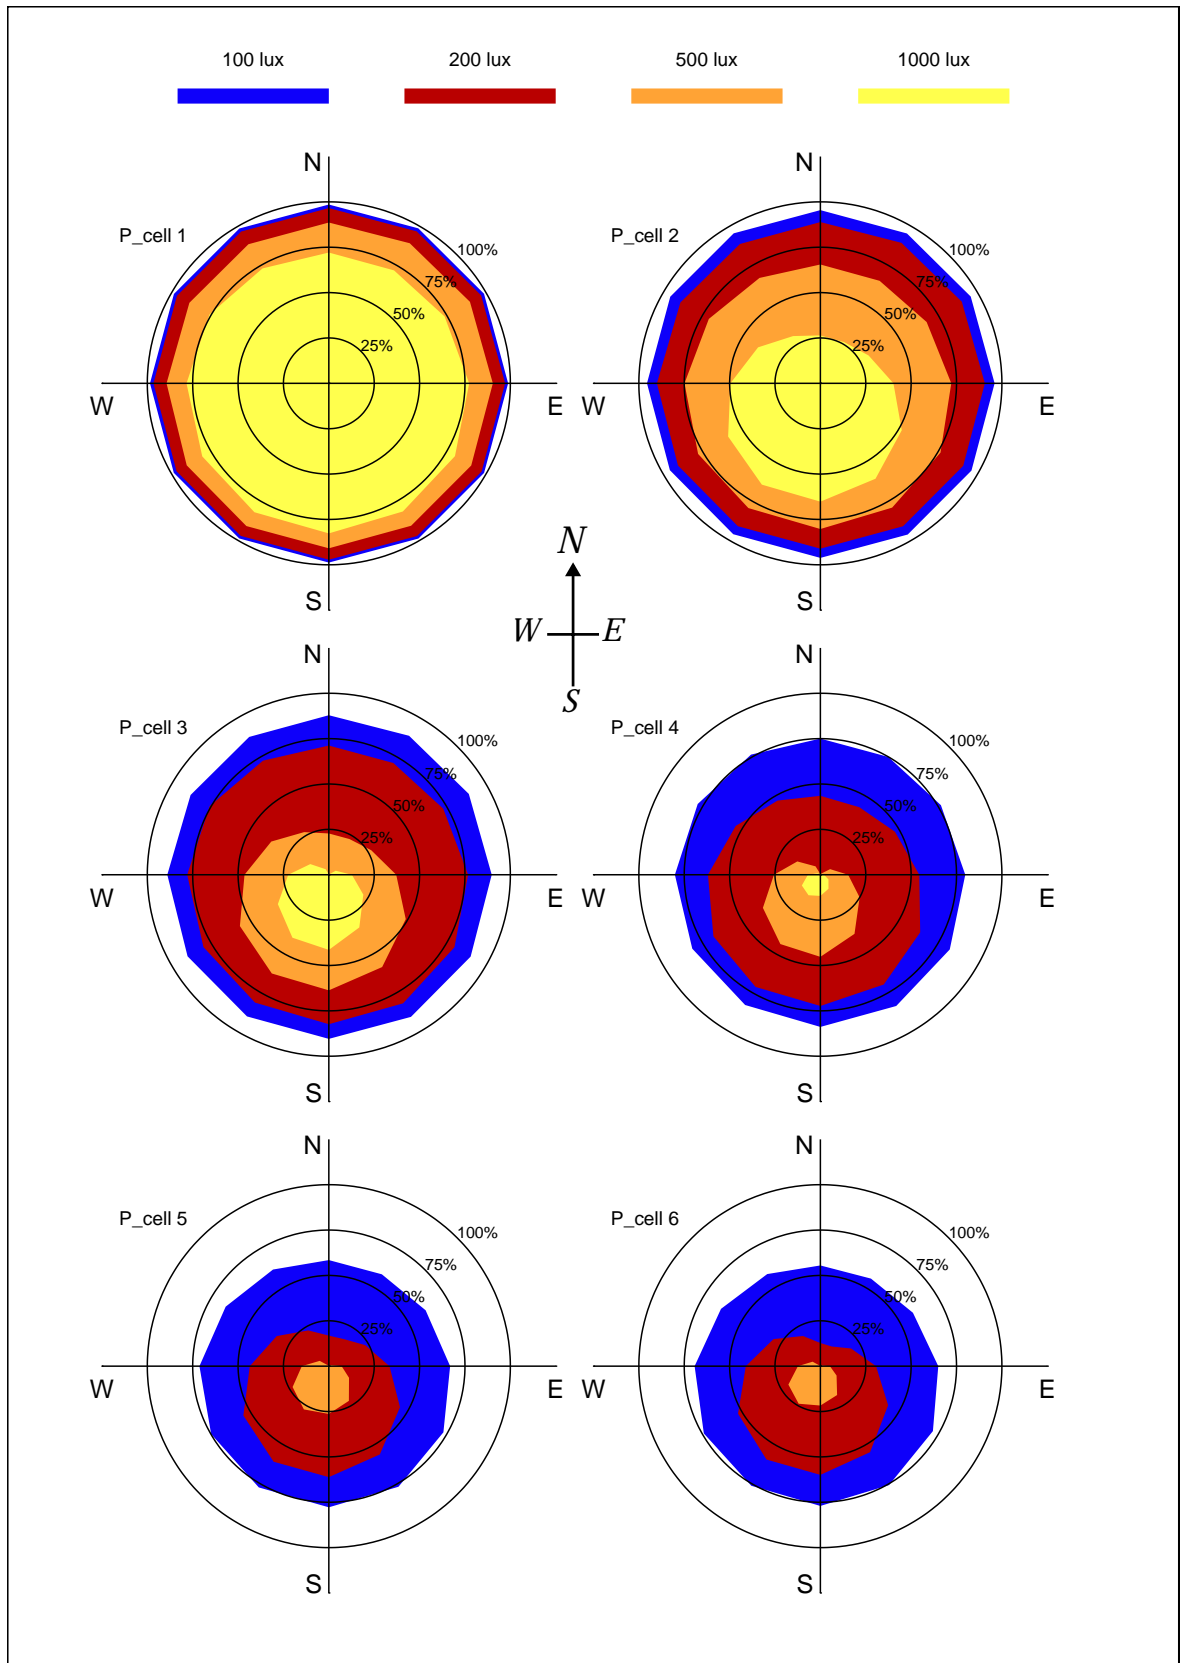 100 lux 200 lux 500 lux 1000 lux
N N
P_cell 1 P_cell 2
100% 100%
75% 75%
50% 50%
25% 25%
W E W E
S S
N
W E
S
N N
P_cell 3 P_cell 4
100% 100%
75% 75%
50% 50%
25% 25%
W E W E
S S
N N
P_cell 5 P_cell 6
100% 100%
75% 75%
50% 50%
25% 25%
W E W E
S S